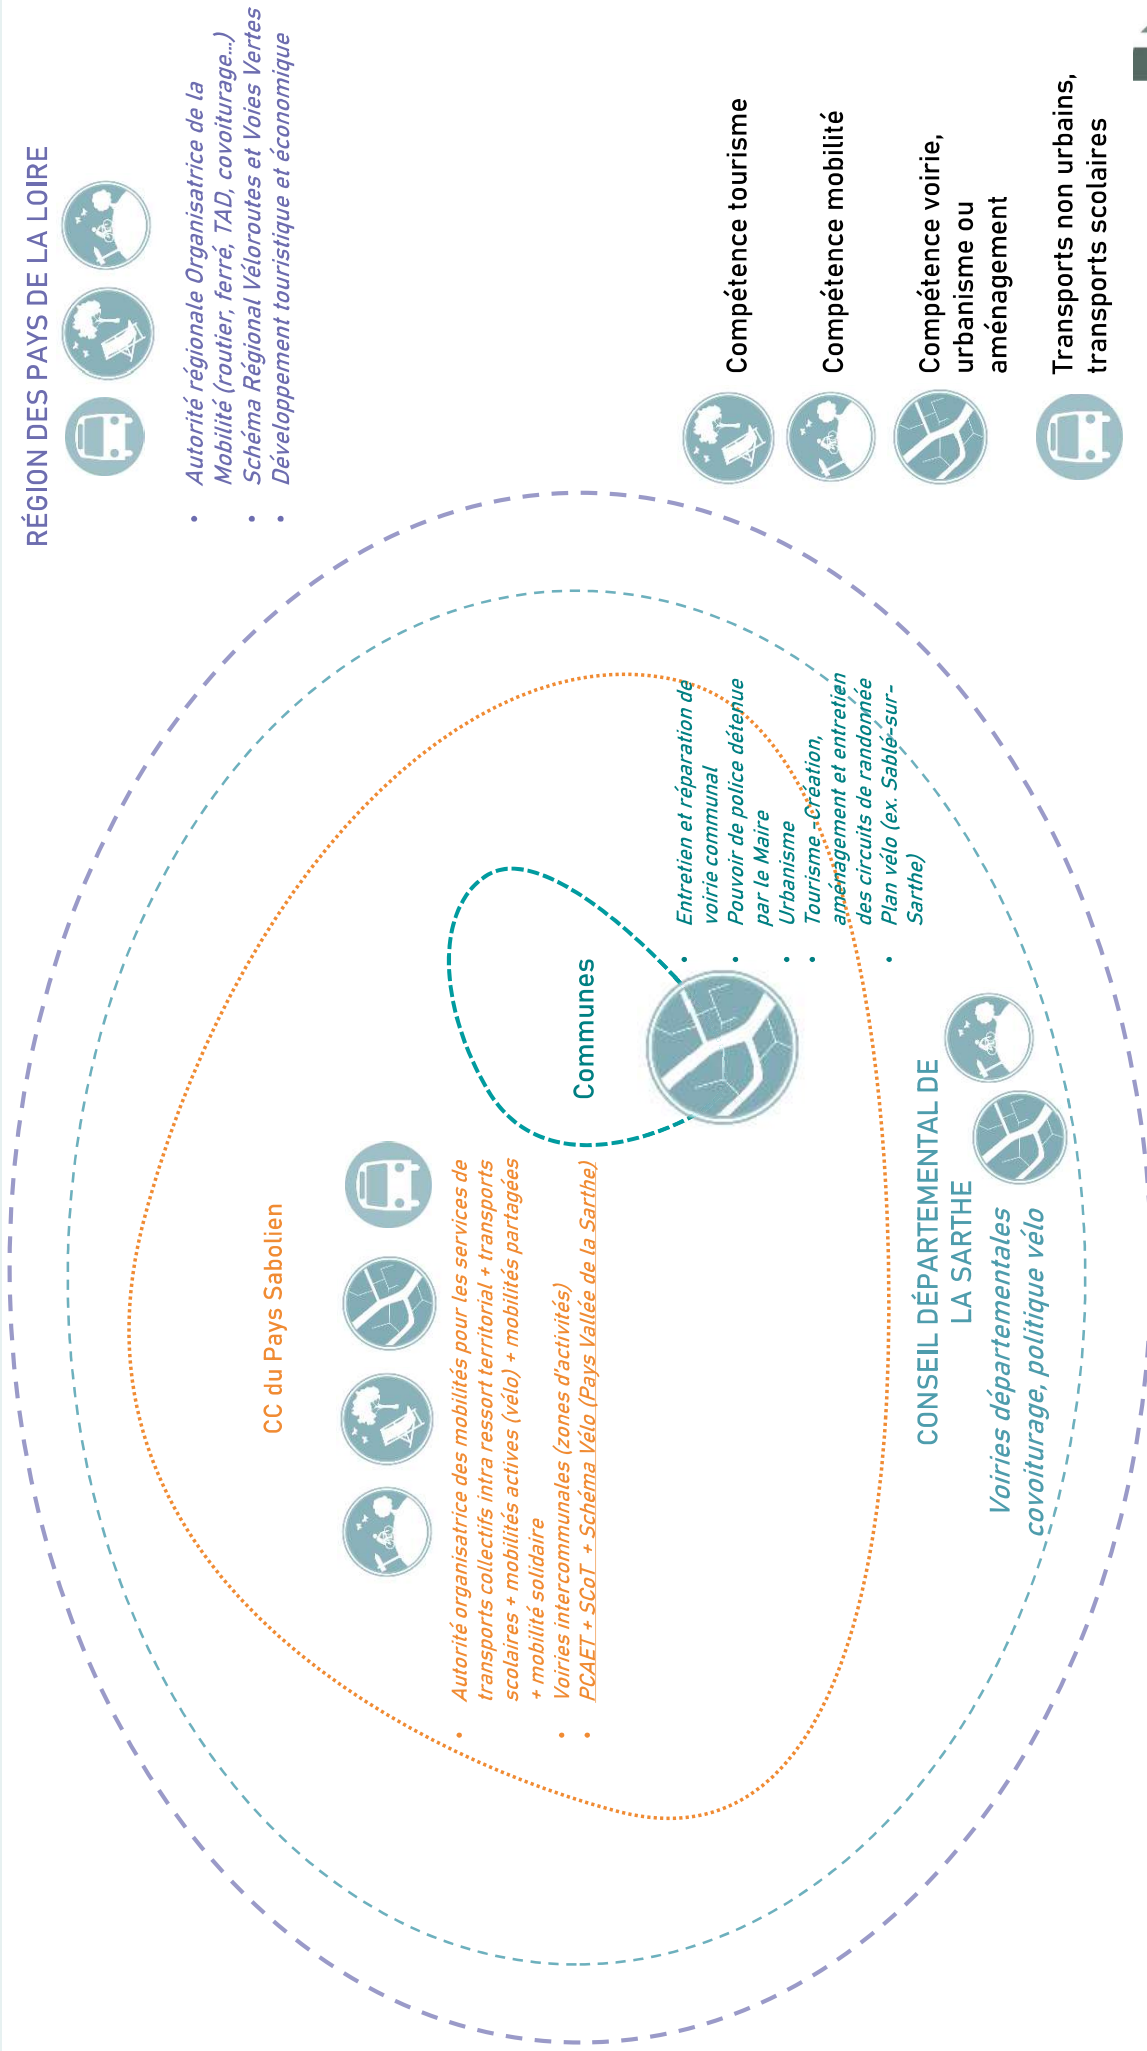 RÉGION DES PAYS DE LA LOIRE
• Autorité régionale Organisatrice de la
Mobilité (routier, ferré, TAD, covoiturage…)
• Schéma Régional Véloroutes et Voies Vertes
• Développement touristique et économique
CC du Pays Sabolien
• Autorité organisatrice des mobilités pour les services de
transports collectifs intra ressort territorial + transports
scolaires + mobilités actives (vélo) + mobilités partagées
+ mobilité solidaire
• Voiries intercommunales (zones d'activités)
• PCAET + SCoT + Schéma Vélo (Pays Vallée de la Sarthe)
Communes
• Entretien et réparation de
voirie communal
• Pouvoir de police détenue
par le Maire
• Urbanisme
• Tourisme -Création,
aménagement et entretien
des circuits de randonnée
• Plan vélo (ex. Sablé-sur-
Sarthe)
CONSEIL DÉPARTEMENTAL DE
LA SARTHE
Voiries départementales
covoiturage, politique vélo
Compétence tourisme
Compétence mobilité
Compétence voirie,
urbanisme ou
aménagement
Transports non urbains,
transports scolaires